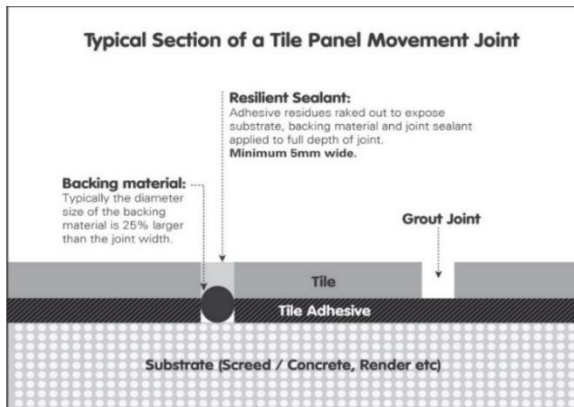 Typical Section of a Tile Panel Movement Joint
Resilient Sealant:
Adhesive residues raked out to expose
substrate, backing material and joint sealant
applied to full depth of joint.
Minimum 5mm wide.
Backing material:
Typically the diameter
size of the backing
material is 25% larger
than the joint width.
Grout Joint
Tile
Tile Adhesive
Substrate (Screed / Concrete, Render etc)